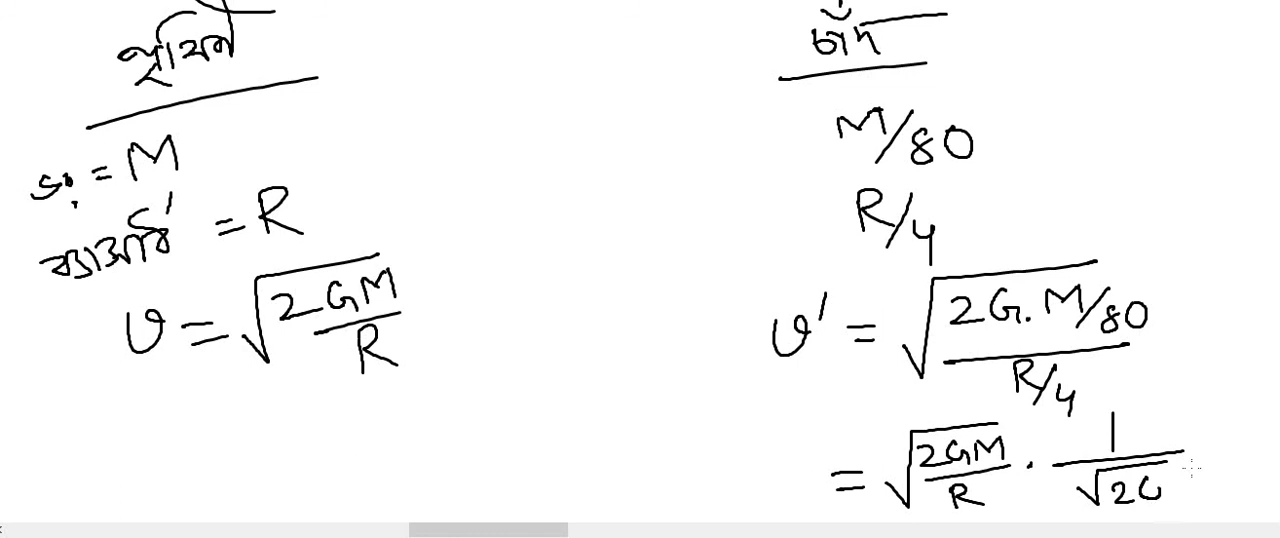 পৃথিবী
ভর = M
ব্যাসার্ধ = R
v = √(2GM/R)
চাঁদ
M/80
R/4
v' = √((2G.M/80)/(R/4))
= √(2GM/R) . 1/√20